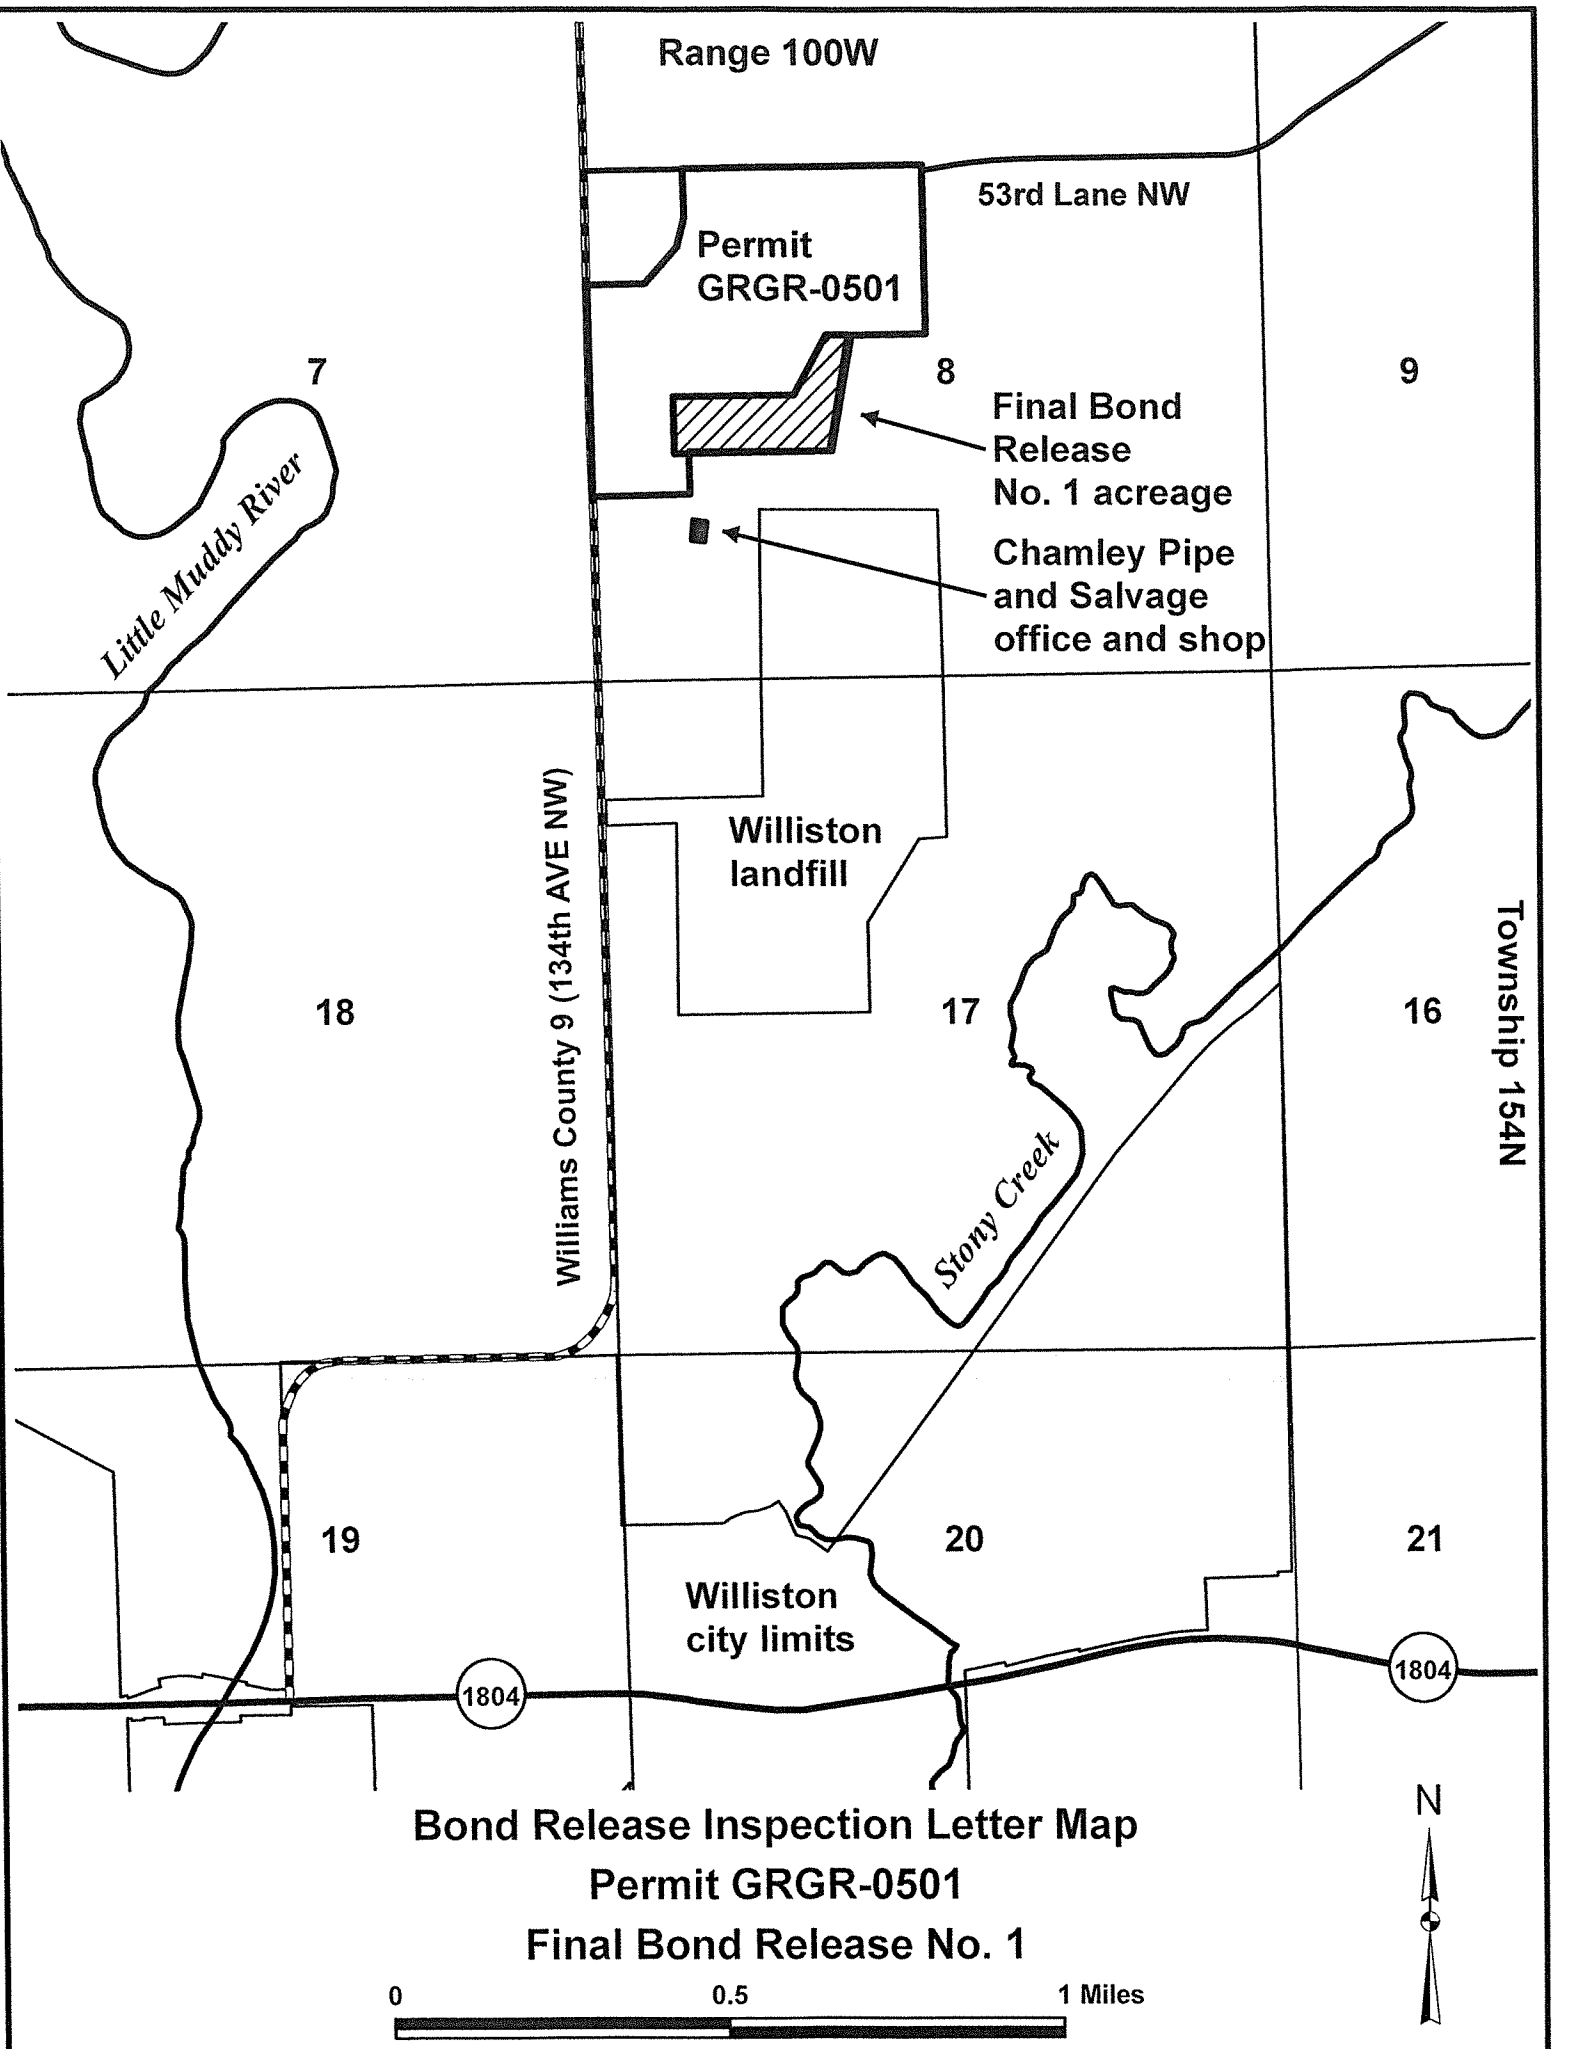 Range 100W
53rd Lane NW
Permit
GRGR-0501
7
8
9
Final Bond
Release
No. 1 acreage
Little Muddy River
Chamley Pipe
and Salvage
office and shop
Williams County 9 (134th AVE NW)
Williston
landfill
Township 154N
18
17
16
Stony Creek
19
20
21
Williston
city limits
1804
1804
Bond Release Inspection Letter Map
Permit GRGR-0501
Final Bond Release No. 1
N
0 0.5 1 Miles